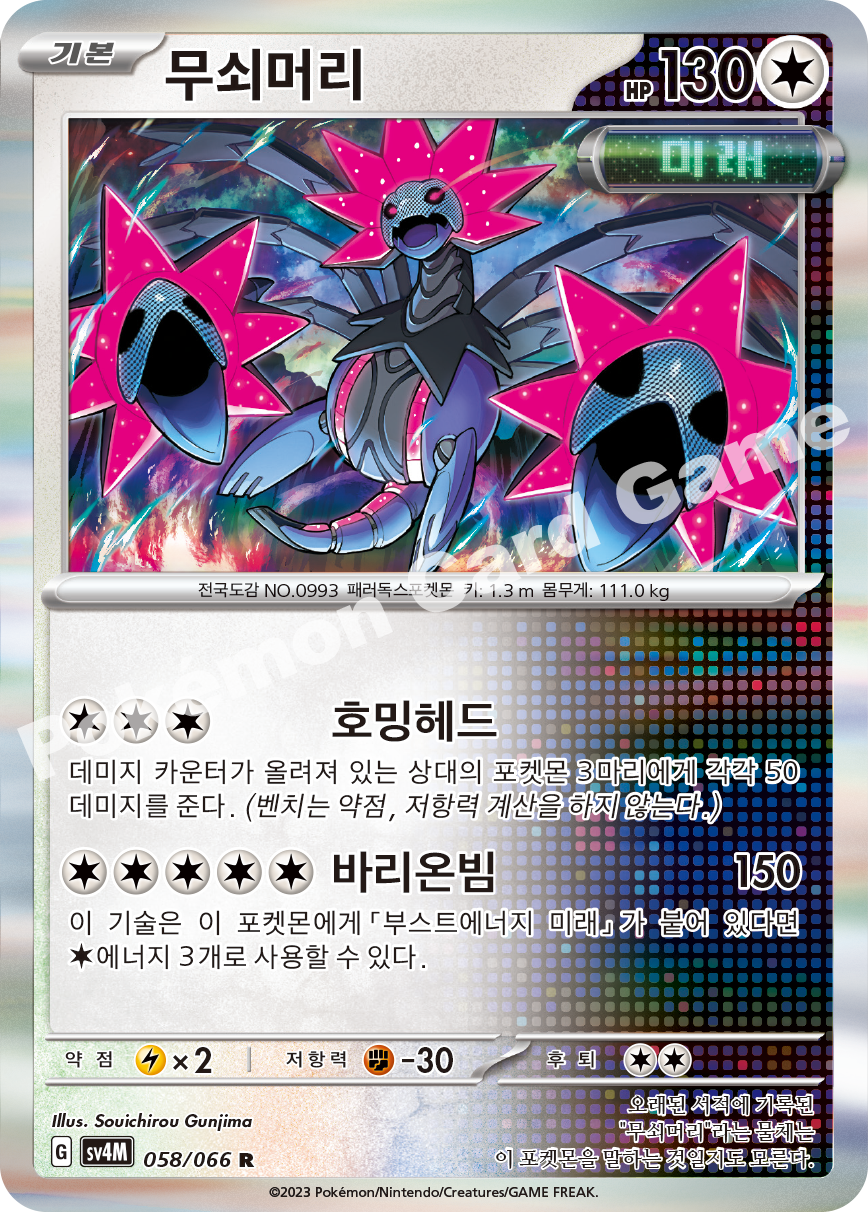 기본
무쇠머리
HP 130
미래
전국도감 NO.0993 패러독스포켓몬 키: 1.3 m 몸무게: 111.0 kg
Pokémon Card Game
호밍헤드
데미지 카운터가 올려져 있는 상대의 포켓몬 3마리에게 각각 50
데미지를 준다. (벤치는 약점, 저항력 계산을 하지 않는다.)
바리온빔 150
이 기술은 이 포켓몬에게 「부스트에너지 미래」가 붙어 있다면
에너지 3개로 사용할 수 있다.
약점 ×2 저항력 -30 후퇴
오래된 서적에 기록된
"무쇠머리"라는 물체는
이 포켓몬을 말하는 것일지도 모른다.
Illus. Souichirou Gunjima
G sv4M 058/066 R
©2023 Pokémon/Nintendo/Creatures/GAME FREAK.